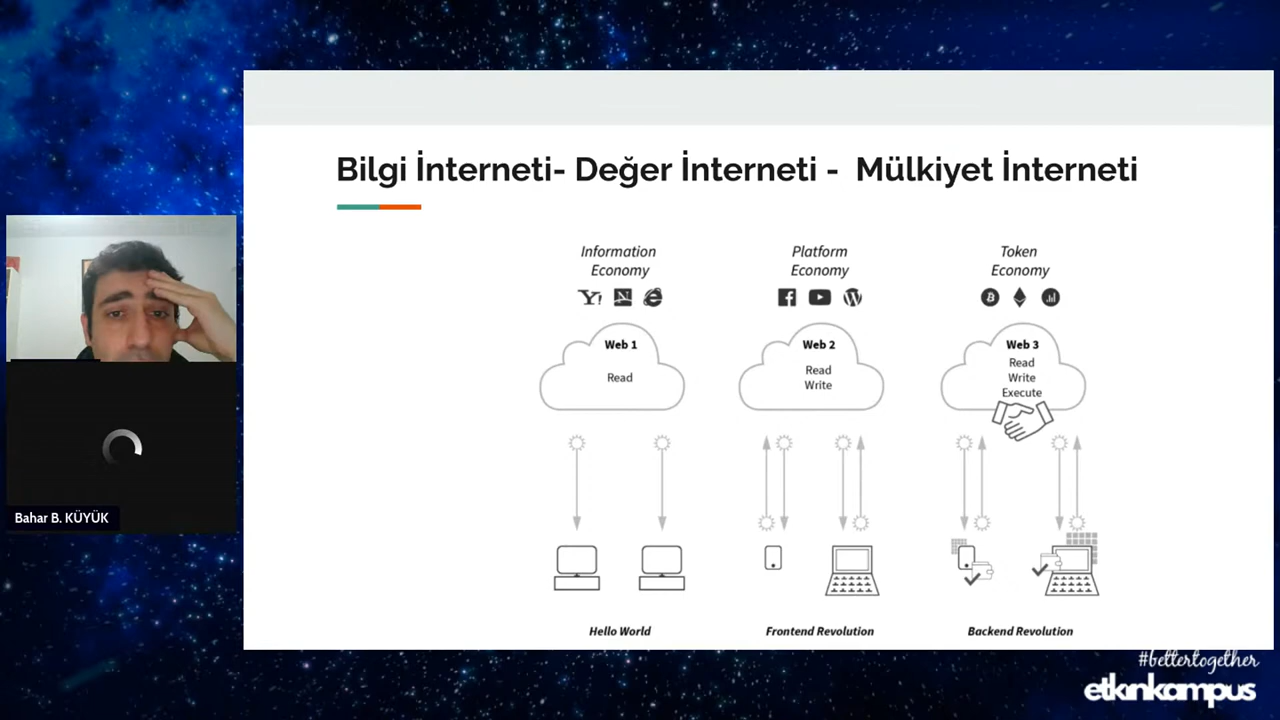 Bilgi İnterneti- Değer İnterneti - Mülkiyet İnterneti
Information
Economy
Platform
Economy
Token
Economy
Web 1
Read
Web 2
Read
Write
Web 3
Read
Write
Execute
Hello World
Frontend Revolution
Backend Revolution
Bahar B. KÜYÜK
#bettertogether
etkinkampus